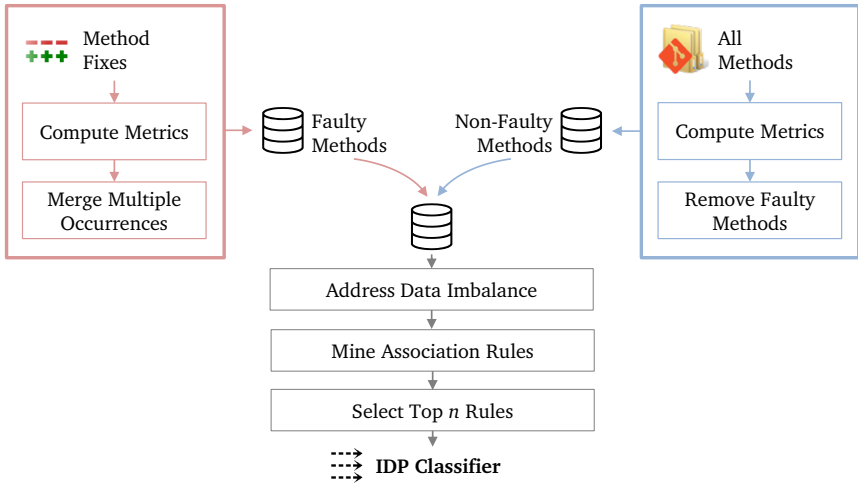 Method
Fixes
Compute Metrics
Merge Multiple
Occurrences
Faulty
Methods
Non-Faulty
Methods
All
Methods
Compute Metrics
Remove Faulty
Methods
Address Data Imbalance
Mine Association Rules
Select Top n Rules
IDP Classifier